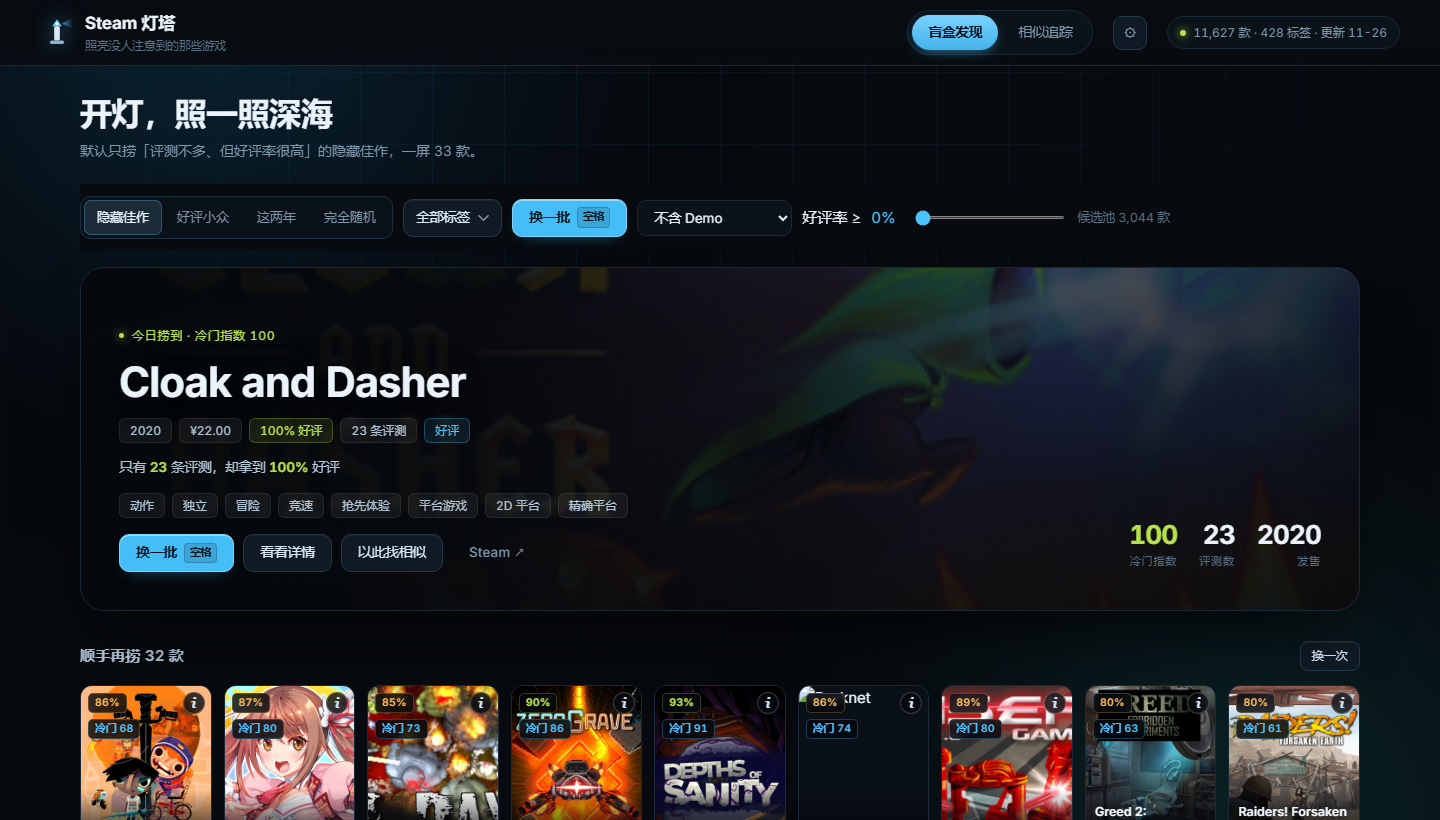 Steam 灯塔
照亮没人注意到的那些游戏
盲盒发现 相似追踪 11,627 款 · 428 标签 · 更新 11-26
开灯，照一照深海
默认只捞「评测不多、但好评率很高」的隐藏佳作，一屏 33 款。
隐藏佳作 好评小众 这两年 完全随机 全部标签 换一批 空格 不含 Demo 好评率 ≥ 0% 候选池 3,044 款
今日捞到 · 冷门指数 100
Cloak and Dasher
2020 ¥22.00 100% 好评 23 条评测 好评
只有 23 条评测，却拿到 100% 好评
动作 独立 冒险 竞速 抢先体验 平台游戏 2D 平台 精确平台
换一批 空格 看看详情 以此找相似 Steam ↗
100 23 2020
冷门指数 评测数 发售
顺手再捞 32 款 换一次
86% i 87% i 85% i 90% i 93% i 86% i 89% i 80% i 80% i
冷门 68 冷门 80 冷门 73 冷门 86 冷门 91 冷门 74 冷门 80 冷门 63 冷门 61
DEPTHS OF
SANITY
FORSAKEN EARTH
Greed 2: Raiders! Forsaken